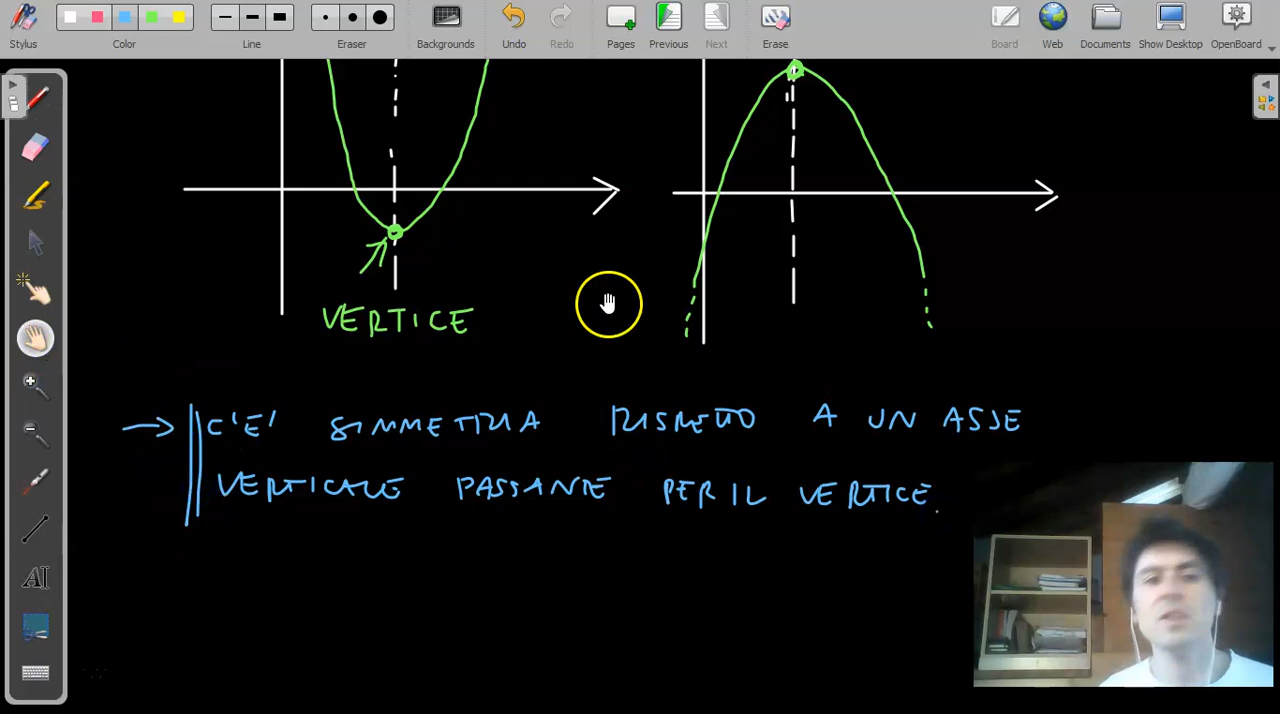 Stylus
Color
Line
Eraser
Backgrounds
Undo
Redo
Pages
Previous
Next
Erase
Board
Web
Documents
Show Desktop
OpenBoard
VERTICE
C'E' SIMMETRIA RISPETTO A UN ASSE
VERTICALE PASSANTE PER IL VERTICE.